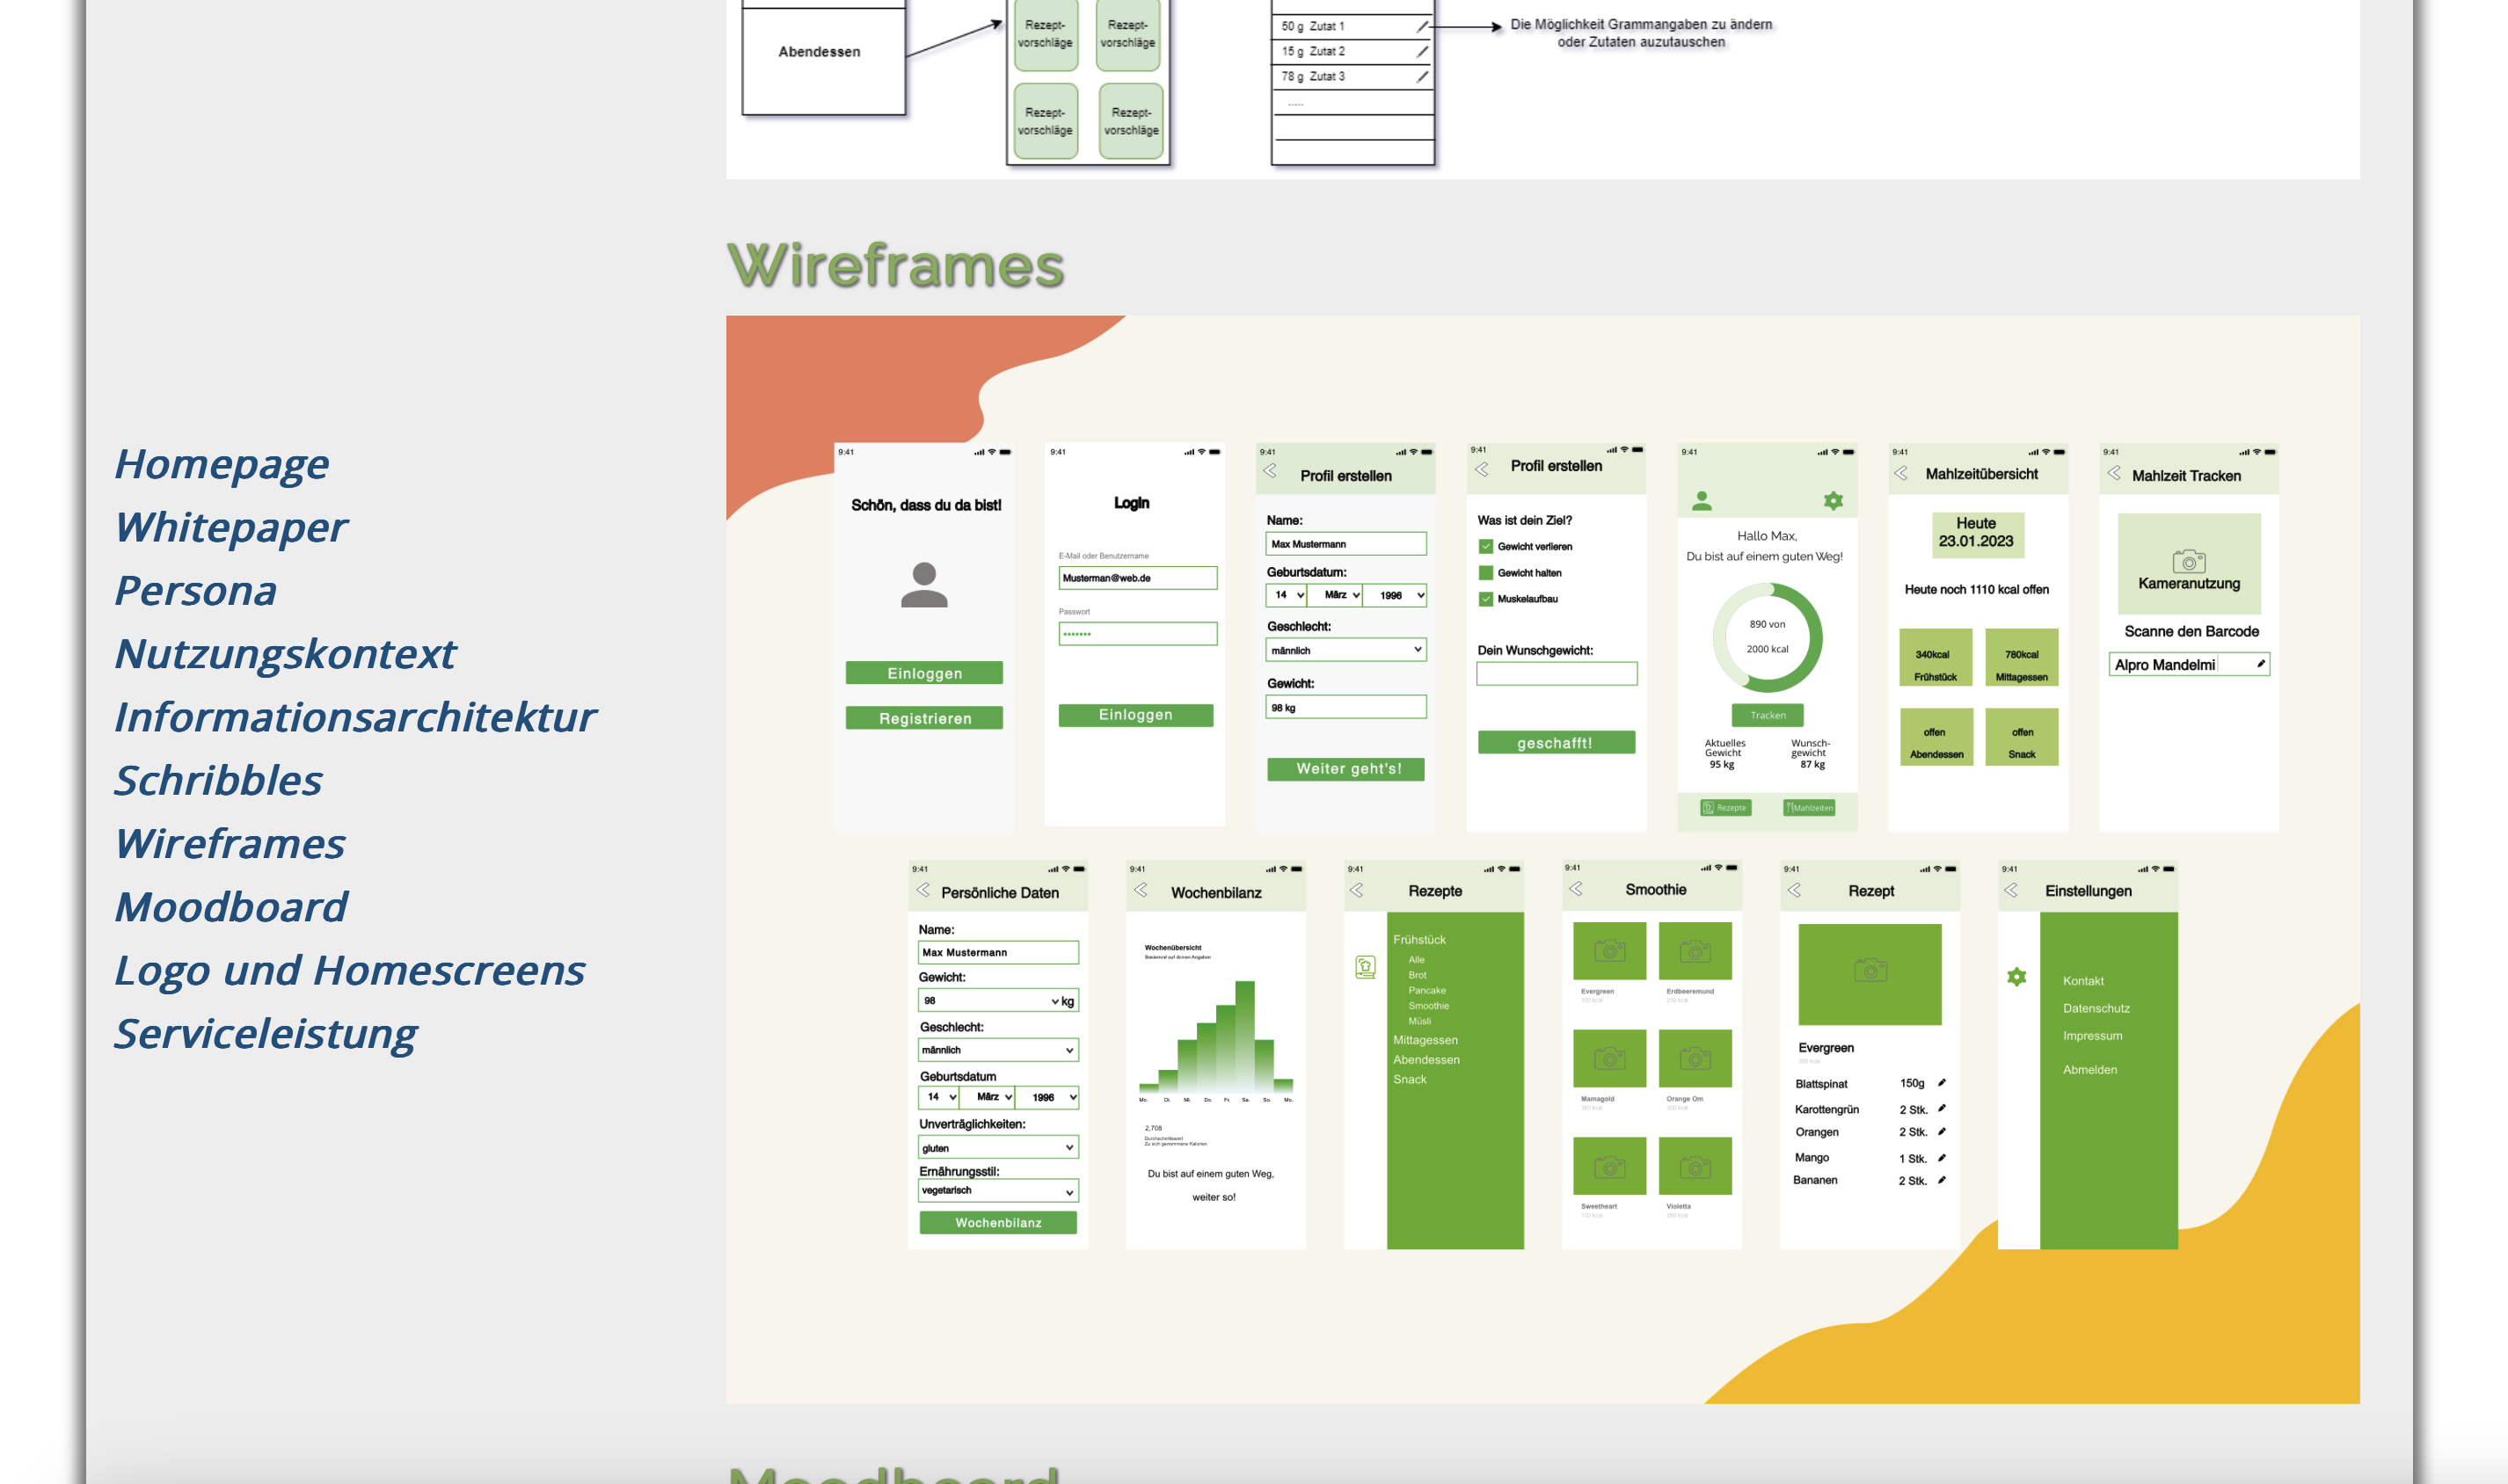 Abendessen
Rezept-
vorschläge
Rezept-
vorschläge
Rezept-
vorschläge
Rezept-
vorschläge
50 g Zutat 1
15 g Zutat 2
78 g Zutat 3
.....
Die Möglichkeit Grammangaben zu ändern
oder Zutaten auzutauschen
Homepage
Whitepaper
Persona
Nutzungskontext
Informationsarchitektur
Schribbles
Wireframes
Moodboard
Logo und Homescreens
Serviceleistung
Wireframes
9:41
Schön, dass du da bist!
Einloggen
Registrieren
9:41
Login
E-Mail oder Benutzername
Musterman@web.de
Passwort
•••••••
Einloggen
9:41
Profil erstellen
Name:
Max Mustermann
Geburtsdatum:
14 März 1996
Geschlecht:
männlich
Gewicht:
98 kg
Weiter geht's!
9:41
Profil erstellen
Was ist dein Ziel?
Gewicht verlieren
Gewicht halten
Muskelaufbau
Dein Wunschgewicht:
geschafft!
9:41
Hallo Max,
Du bist auf einem guten Weg!
890 von
2000 kcal
Tracken
Aktuelles
Gewicht
95 kg
Wunsch-
gewicht
87 kg
Rezepte
Mahlzeiten
9:41
Mahlzeitübersicht
Heute
23.01.2023
Heute noch 1110 kcal offen
340kcal
Frühstück
780kcal
Mittagessen
offen
Abendessen
offen
Snack
9:41
Mahlzeit Tracken
Kameranutzung
Scanne den Barcode
Alpro Mandelmi
9:41
Persönliche Daten
Name:
Max Mustermann
Gewicht:
98 kg
Geschlecht:
männlich
Geburtsdatum
14 März 1996
Unverträglichkeiten:
gluten
Ernährungsstil:
vegetarisch
Wochenbilanz
9:41
Wochenbilanz
Wochenübersicht
Basierend auf deinen Angaben
Mo. Di. Mi. Do. Fr. Sa. So. Mo.
2,708
Durchschnittswert
Zu sich genommene Kalorien
Du bist auf einem guten Weg,
weiter so!
9:41
Rezepte
Frühstück
Alle
Brot
Pancake
Smoothie
Müsli
Mittagessen
Abendessen
Snack
9:41
Smoothie
Evergreen
Erdbeeremund
Mamagold
Orange Om
Sweetheart
Violetta
9:41
Rezept
Evergreen
Blattspinat 150g
Karottengrün 2 Stk.
Orangen 2 Stk.
Mango 1 Stk.
Bananen 2 Stk.
9:41
Einstellungen
Kontakt
Datenschutz
Impressum
Abmelden
Moodboard